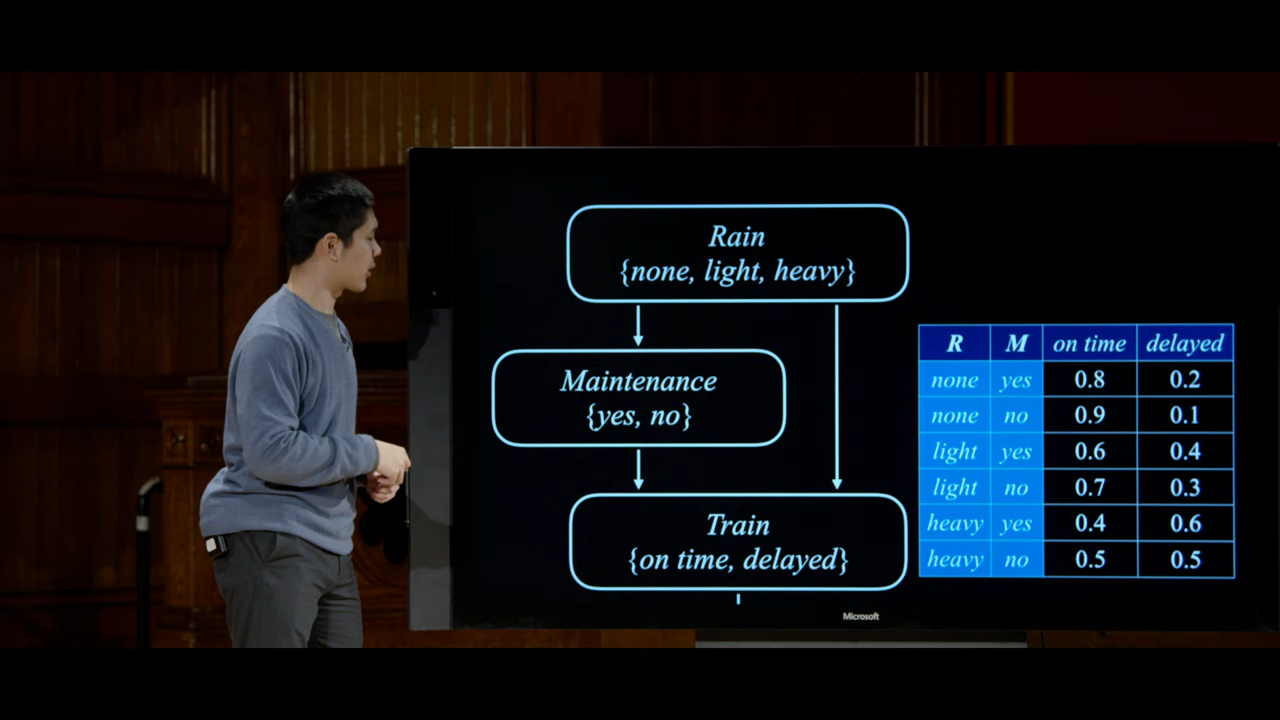 Rain
{none, light, heavy}
Maintenance
{yes, no}
Train
{on time, delayed}
R M on time delayed
none yes 0.8 0.2
none no 0.9 0.1
light yes 0.6 0.4
light no 0.7 0.3
heavy yes 0.4 0.6
heavy no 0.5 0.5
Microsoft